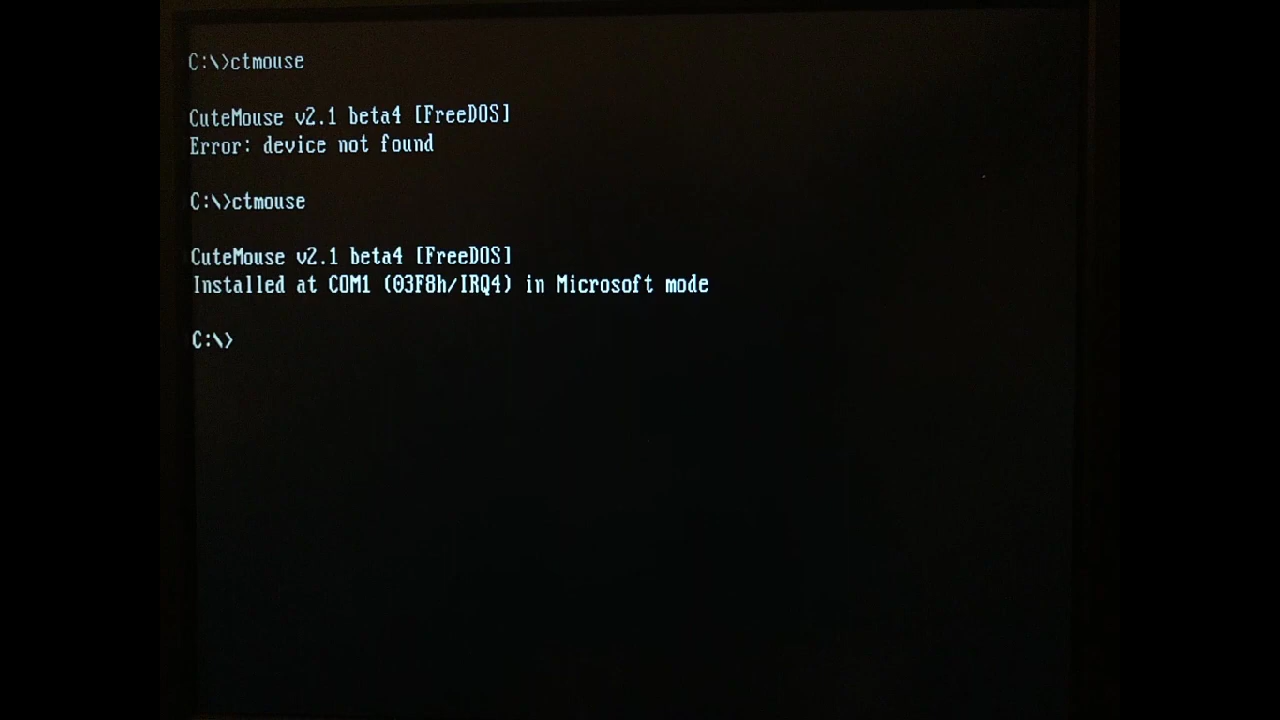 C:\>ctmouse
CuteMouse v2.1 beta4 [FreeDOS]
Error: device not found
C:\>ctmouse
CuteMouse v2.1 beta4 [FreeDOS]
Installed at COM1 (03F8h/IRQ4) in Microsoft mode
C:\>